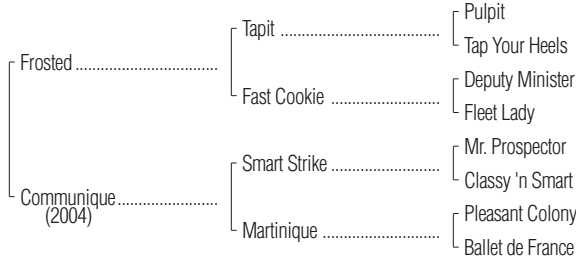 Pulpit
Tapit ..........................................
Tap Your Heels
Frosted ......................................
Deputy Minister
Fast Cookie .............................
Fleet Lady
Mr. Prospector
Smart Strike .............................
Classy 'n Smart
Communique...........................
(2004)
Pleasant Colony
Martinique ...............................
Ballet de France